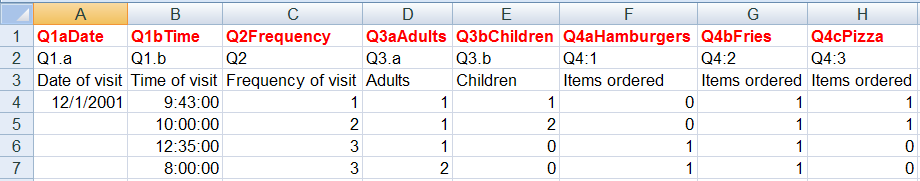 A B C D E F G H
1 Q1aDate Q1bTime Q2Frequency Q3aAdults Q3bChildren Q4aHamburgers Q4bFries Q4cPizza
2 Q1.a Q1.b Q2 Q3.a Q3.b Q4:1 Q4:2 Q4:3
3 Date of visit Time of visit Frequency of visit Adults Children Items ordered Items ordered Items ordered
4 12/1/2001 9:43:00 1 1 1 0 1 1
5 10:00:00 2 1 2 0 1 1
6 12:35:00 3 1 0 1 1 0
7 8:00:00 3 2 0 1 1 0